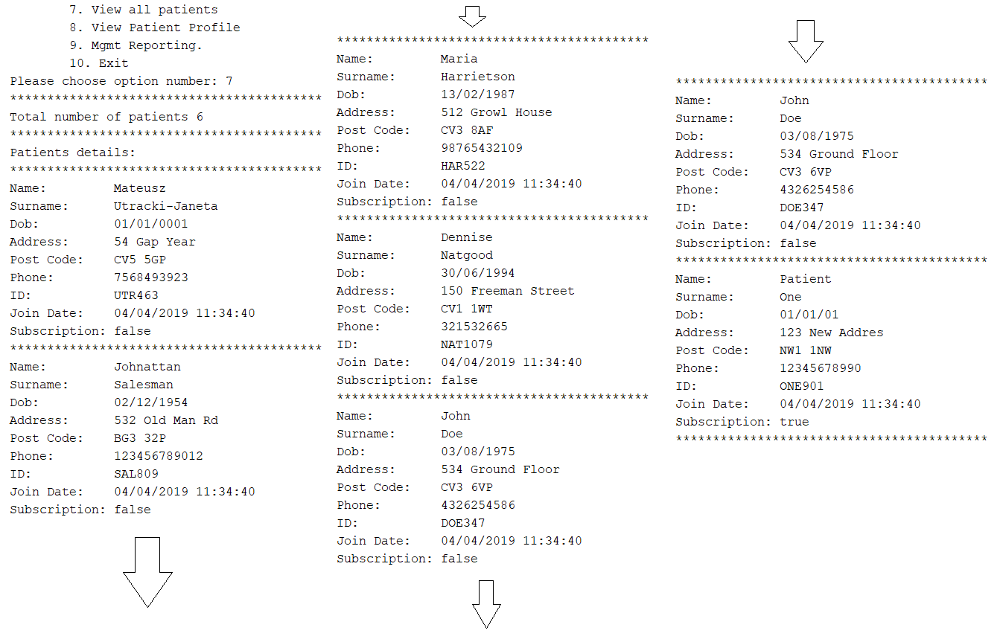 7. View all patients
8. View Patient Profile
9. Mgmt Reporting.
10. Exit
Please choose option number: 7
******************************************
Total number of patients 6
******************************************
Patients details:
******************************************
Name: Mateusz
Surname: Utracki-Janeta
Dob: 01/01/0001
Address: 54 Gap Year
Post Code: CV5 5GP
Phone: 7568493923
ID: UTR463
Join Date: 04/04/2019 11:34:40
Subscription: false
******************************************
Name: Johnattan
Surname: Salesman
Dob: 02/12/1954
Address: 532 Old Man Rd
Post Code: BG3 32P
Phone: 123456789012
ID: SAL809
Join Date: 04/04/2019 11:34:40
Subscription: false
******************************************
Name: Maria
Surname: Harrietson
Dob: 13/02/1987
Address: 512 Growl House
Post Code: CV3 8AF
Phone: 98765432109
ID: HAR522
Join Date: 04/04/2019 11:34:40
Subscription: false
******************************************
Name: Dennise
Surname: Natgood
Dob: 30/06/1994
Address: 150 Freeman Street
Post Code: CV1 1WT
Phone: 321532665
ID: NAT1079
Join Date: 04/04/2019 11:34:40
Subscription: false
******************************************
Name: John
Surname: Doe
Dob: 03/08/1975
Address: 534 Ground Floor
Post Code: CV3 6VP
Phone: 4326254586
ID: DOE347
Join Date: 04/04/2019 11:34:40
Subscription: false
******************************************
Name: John
Surname: Doe
Dob: 03/08/1975
Address: 534 Ground Floor
Post Code: CV3 6VP
Phone: 4326254586
ID: DOE347
Join Date: 04/04/2019 11:34:40
Subscription: false
******************************************
Name: Patient
Surname: One
Dob: 01/01/01
Address: 123 New Addres
Post Code: NW1 1NW
Phone: 12345678990
ID: ONE901
Join Date: 04/04/2019 11:34:40
Subscription: true
******************************************